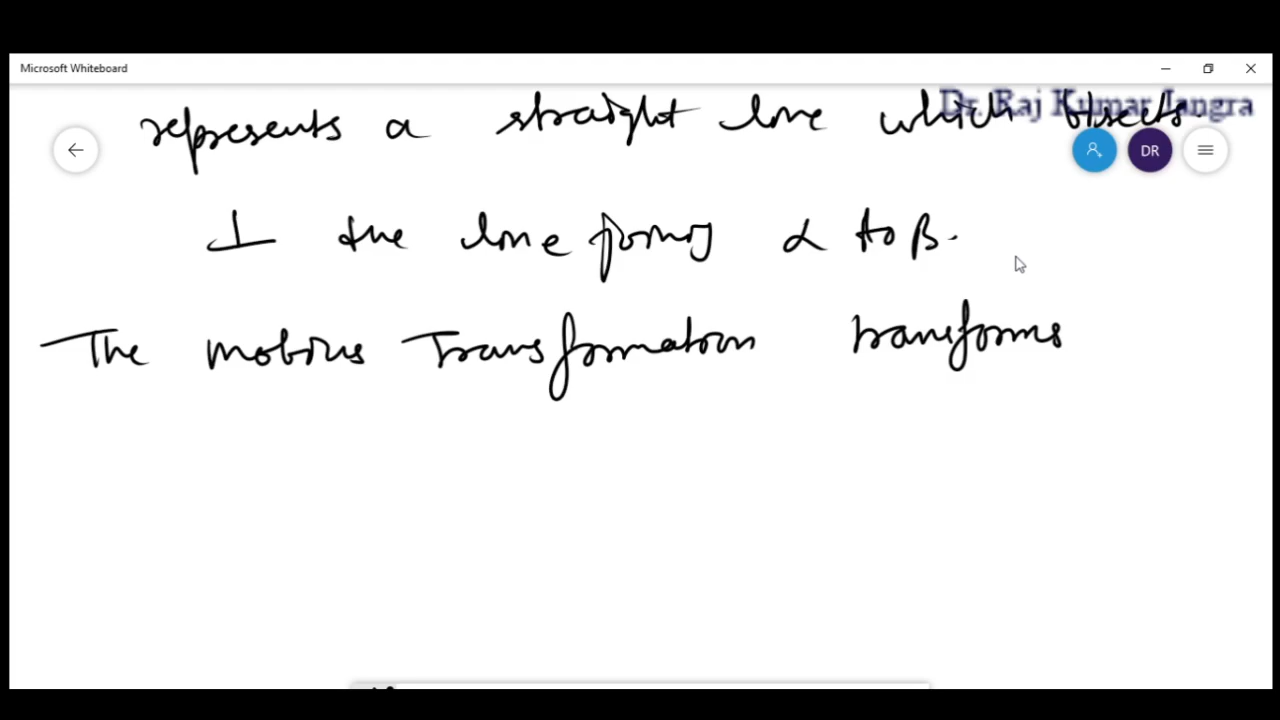 Microsoft Whiteboard
Dr. Raj Kumar Jangra
represents a straight line which bisects.
DR
⊥ the line joining α to β.
The mobius Transformation transforms